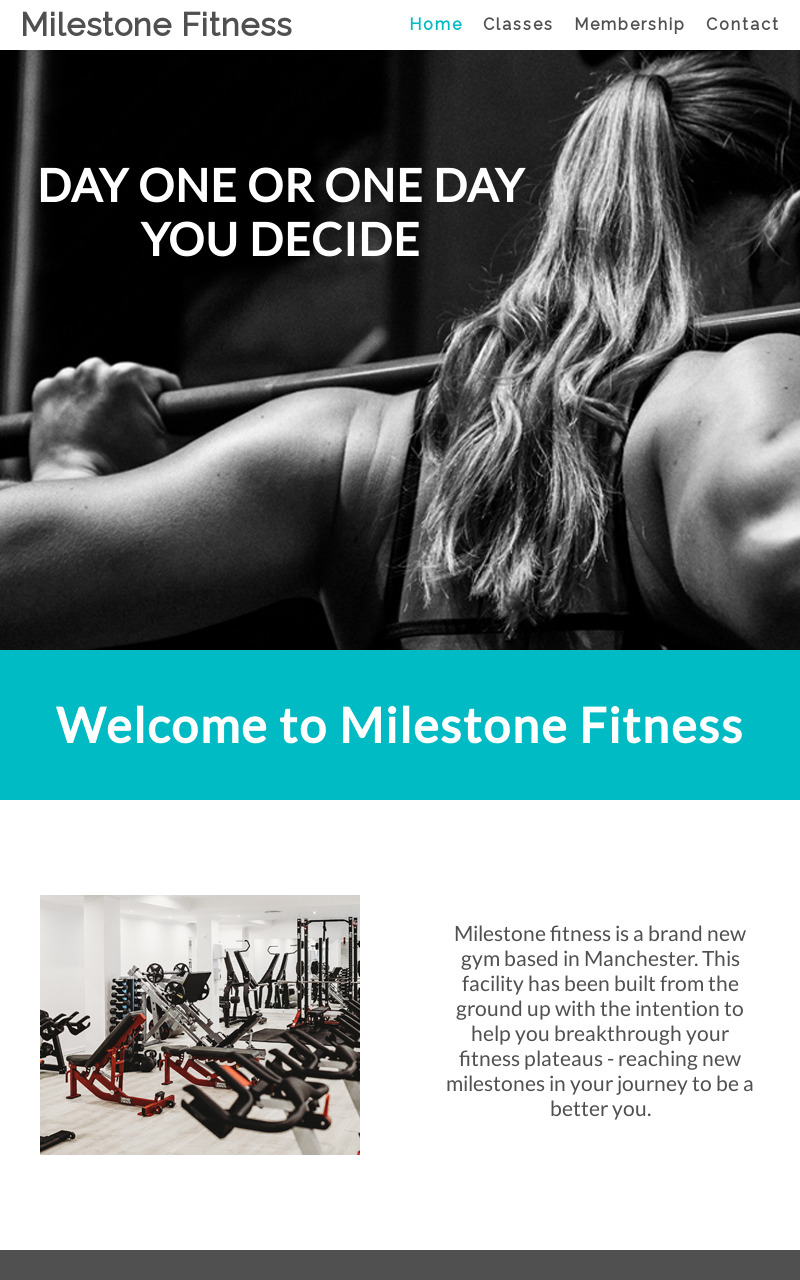 Milestone Fitness
Home Classes Membership Contact
DAY ONE OR ONE DAY
YOU DECIDE
Welcome to Milestone Fitness
Milestone fitness is a brand new
gym based in Manchester. This
facility has been built from the
ground up with the intention to
help you breakthrough your
fitness plateaus - reaching new
milestones in your journey to be a
better you.